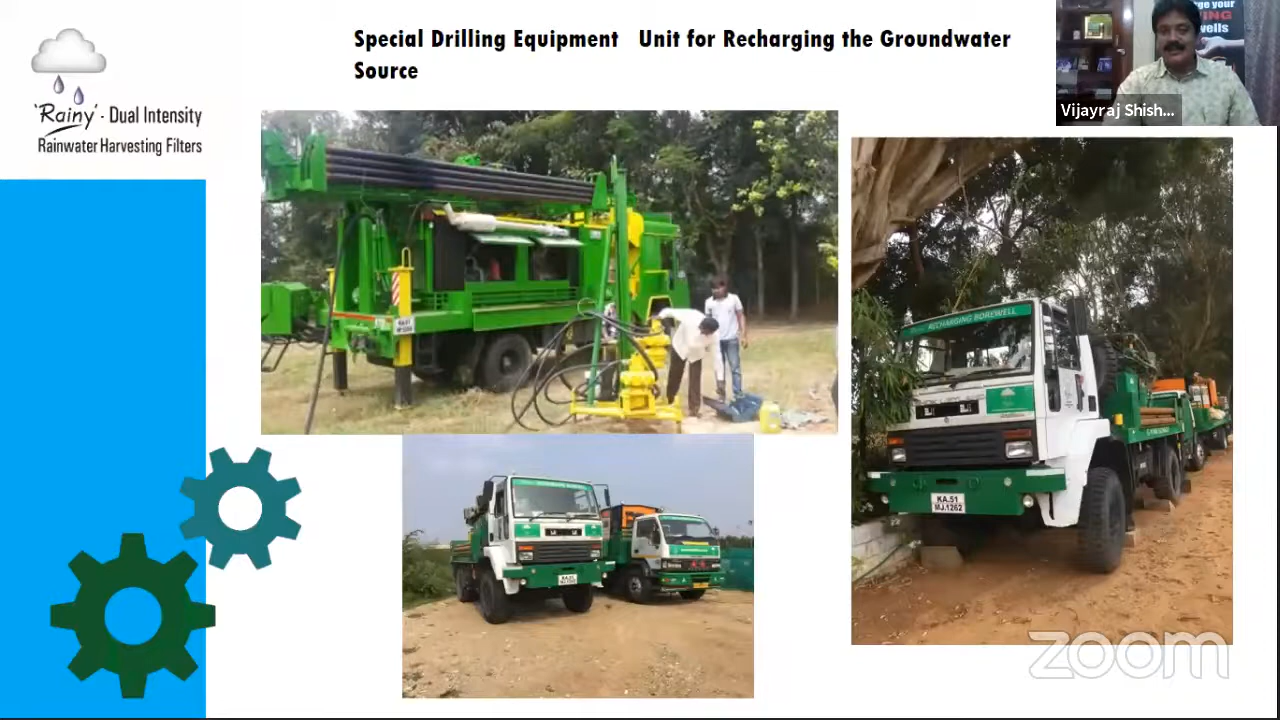 Special Drilling Equipment Unit for Recharging the Groundwater
Source
'Rainy' - Dual Intensity
Rainwater Harvesting Filters
Vijayraj Shish...
RECHARGING BOREWELL
KA.51
MJ.1262
zoom